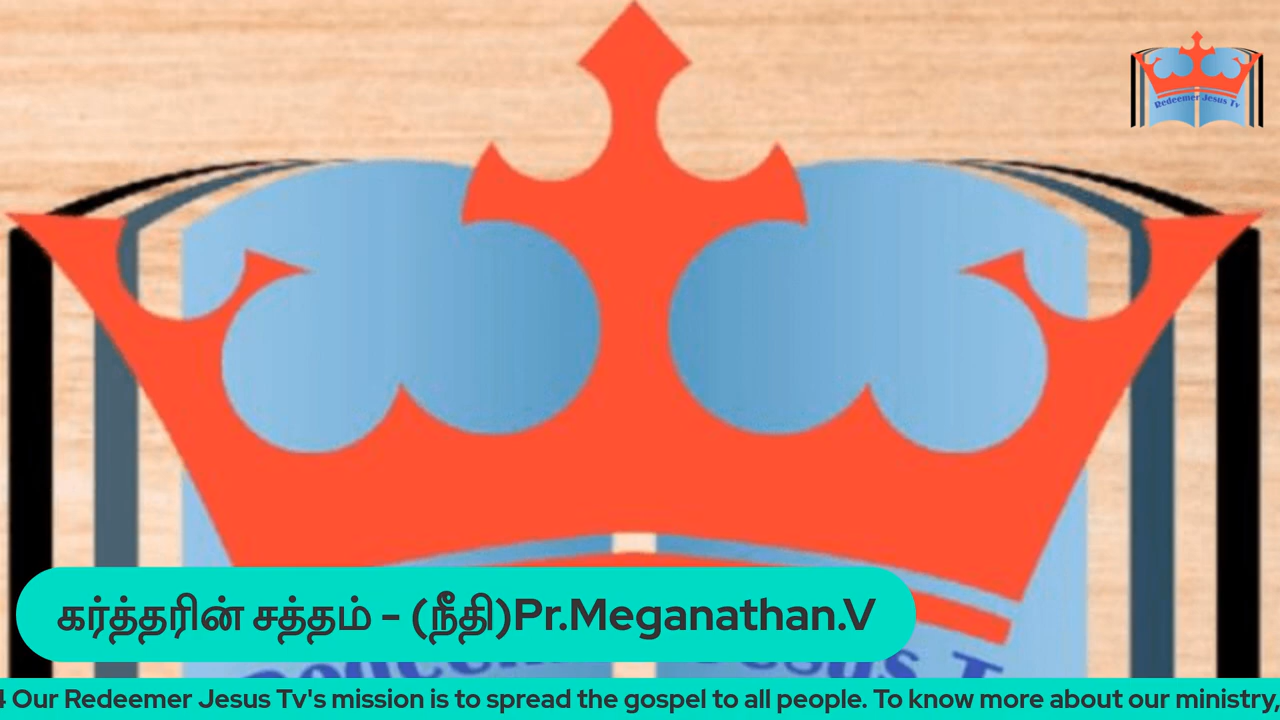 Redeemer Jesus Tv
கர்த்தரின் சத்தம் - (நீதி)Pr.Meganathan.V
4 Our Redeemer Jesus Tv's mission is to spread the gospel to all people. To know more about our ministry,